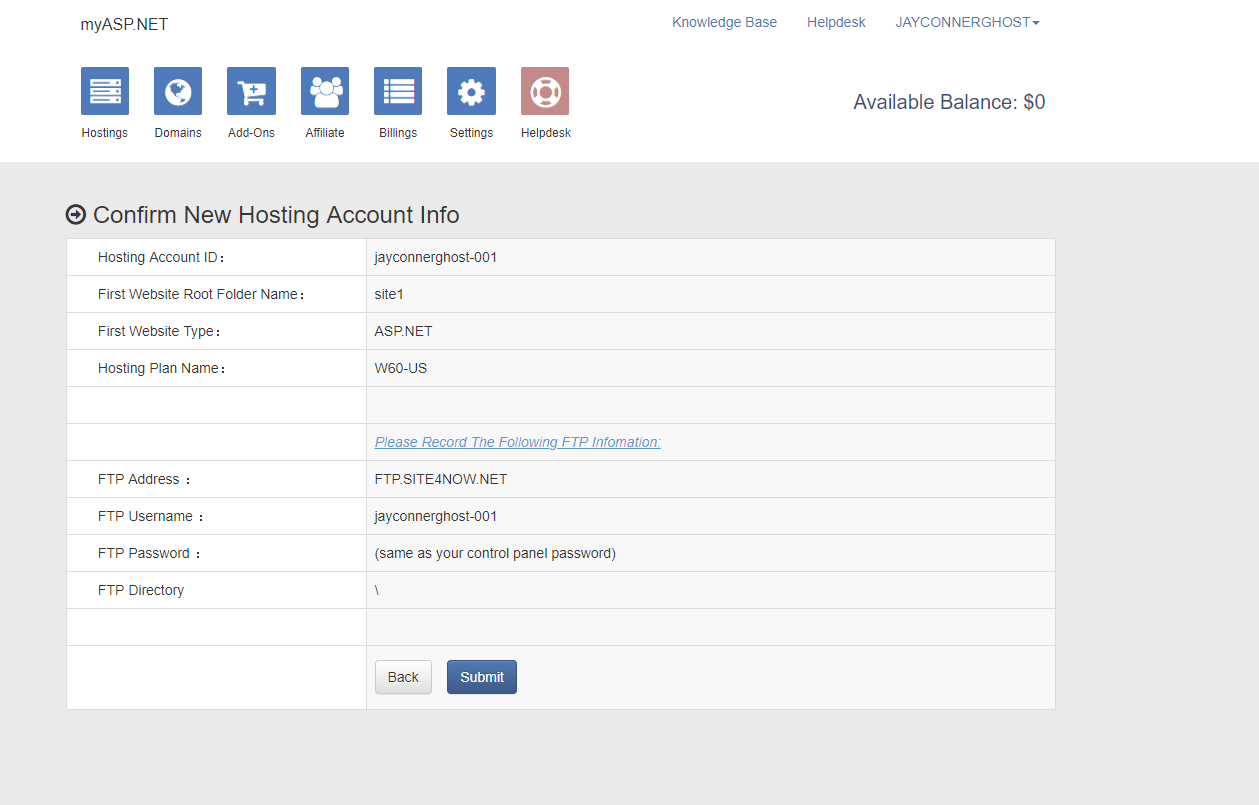 myASP.NET
Knowledge Base Helpdesk JAYCONNERGHOST
Hostings Domains Add-Ons Affiliate Billings Settings Helpdesk
Available Balance: $0
Confirm New Hosting Account Info
Hosting Account ID: jayconnerghost-001
First Website Root Folder Name: site1
First Website Type: ASP.NET
Hosting Plan Name: W60-US
Please Record The Following FTP Infomation:
FTP Address : FTP.SITE4NOW.NET
FTP Username : jayconnerghost-001
FTP Password : (same as your control panel password)
FTP Directory \
Back Submit